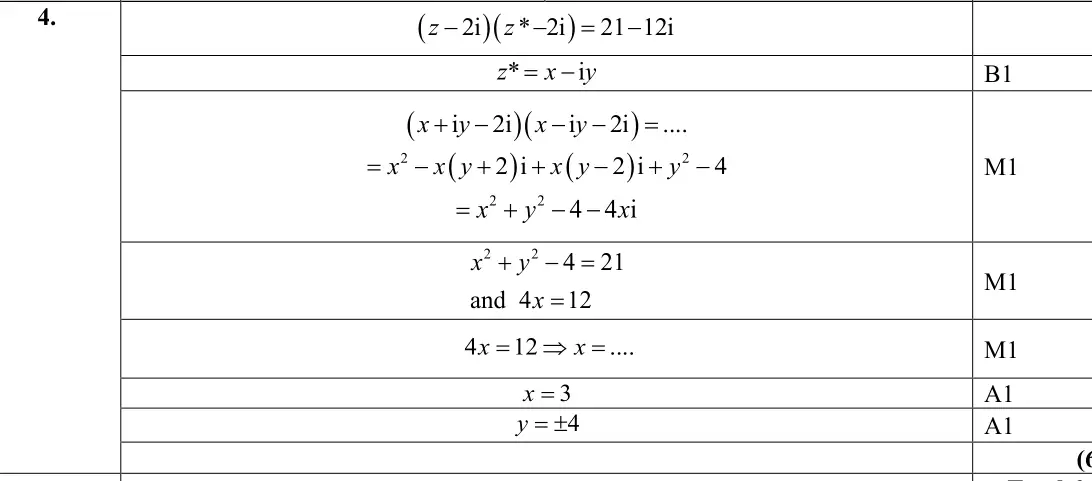 4.
(z − 2i)(z* − 2i) = 21 − 12i
z* = x − iy B1
(x + iy − 2i)(x − iy − 2i) = ....
= x² − x(y + 2)i + x(y − 2)i + y² − 4 M1
= x² + y² − 4 − 4xi
x² + y² − 4 = 21
and 4x = 12 M1
4x = 12 ⇒ x = .... M1
x = 3 A1
y = ±4 A1
(6